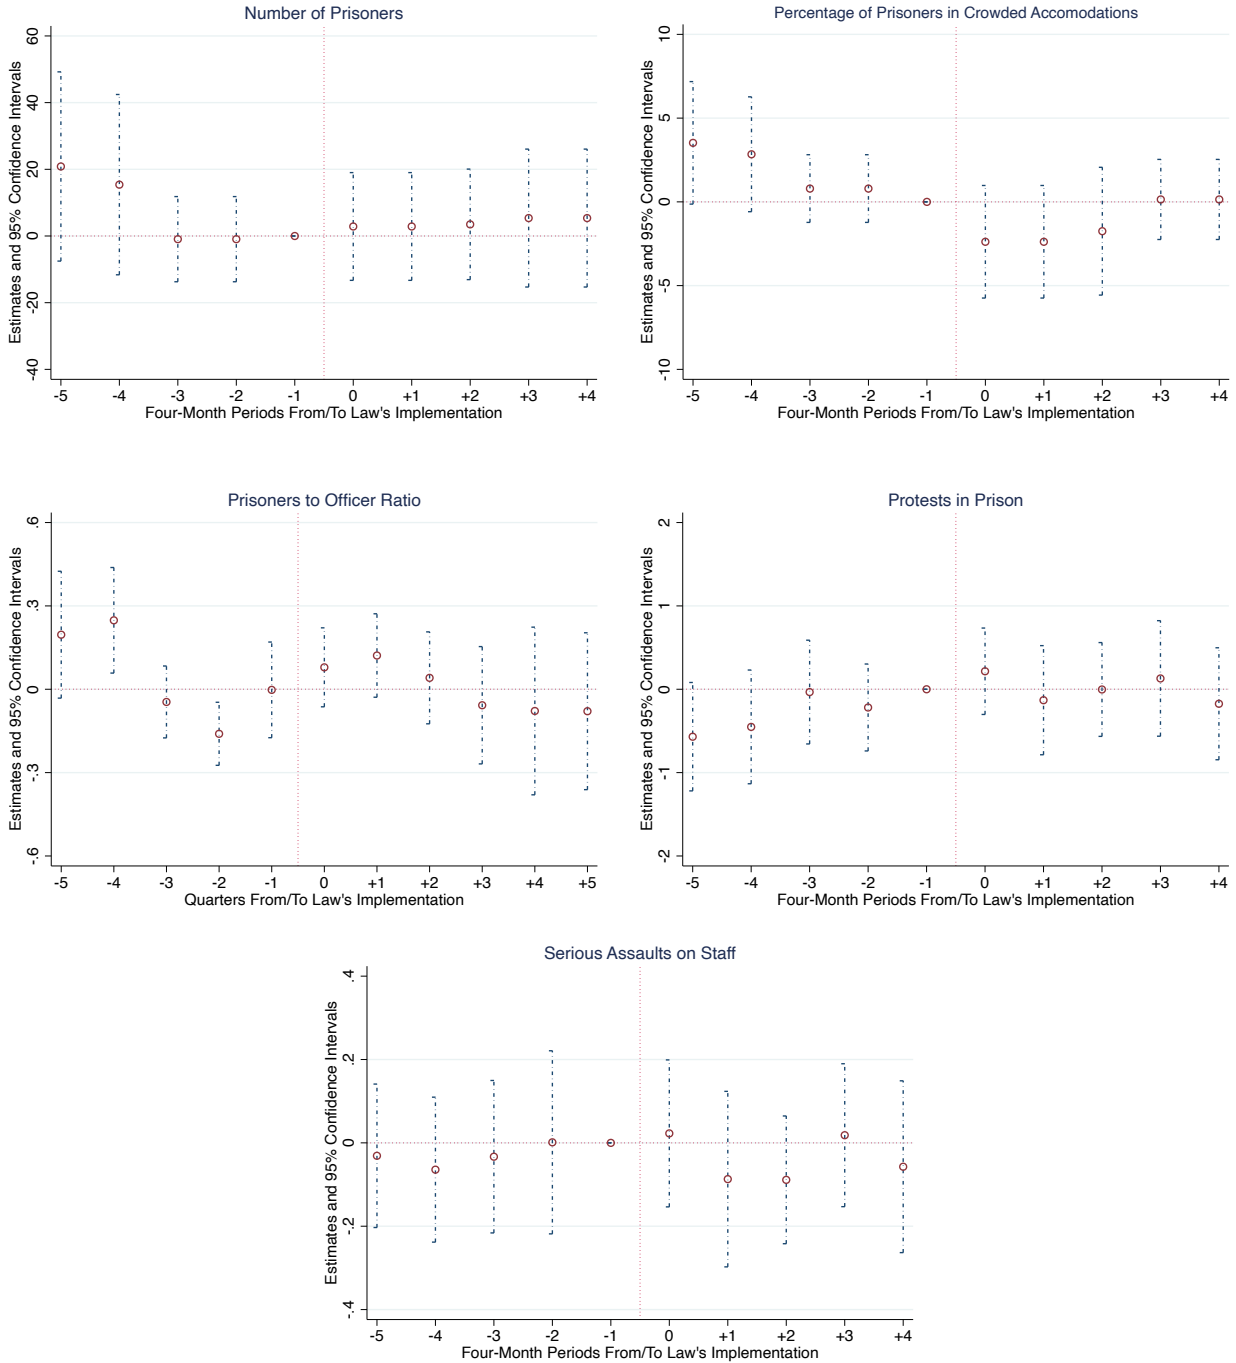 Number of Prisoners
Estimates and 95% Confidence Intervals
60
40
20
0
-20
-40
-5 -4 -3 -2 -1 0 +1 +2 +3 +4
Four-Month Periods From/To Law's Implementation
Percentage of Prisoners in Crowded Accomodations
Estimates and 95% Confidence Intervals
10
5
0
-5
-10
-5 -4 -3 -2 -1 0 +1 +2 +3 +4
Four-Month Periods From/To Law's Implementation
Prisoners to Officer Ratio
Estimates and 95% Confidence Intervals
.6
.3
0
-.3
-.6
-5 -4 -3 -2 -1 0 +1 +2 +3 +4 +5
Quarters From/To Law's Implementation
Protests in Prison
Estimates and 95% Confidence Intervals
2
1
0
-1
-2
-5 -4 -3 -2 -1 0 +1 +2 +3 +4
Four-Month Periods From/To Law's Implementation
Serious Assaults on Staff
Estimates and 95% Confidence Intervals
.4
.2
0
-.2
-.4
-5 -4 -3 -2 -1 0 +1 +2 +3 +4
Four-Month Periods From/To Law's Implementation